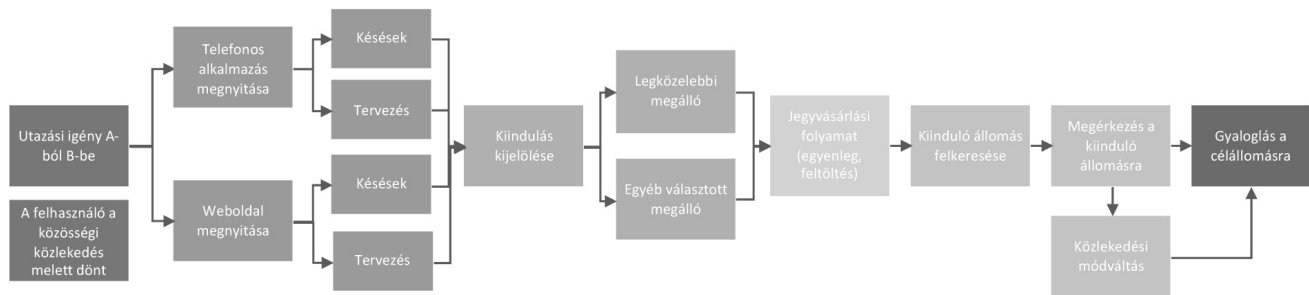 Utazási igény A-
ból B-be
A felhasználó a
közösségi
közlekedés
melett dönt
Telefonos
alkalmazás
megnyitása
Weboldal
megnyitása
Késések
Tervezés
Késések
Tervezés
Kiindulás
kijelölése
Legközelebbi
megálló
Egyéb választott
megálló
Jegyvásárlási
folyamat
(egyenleg,
feltöltés)
Kiinduló állomás
felkeresése
Megérkezés a
kiinduló
állomásra
Közlekedési
módváltás
Gyaloglás a
célállomásra